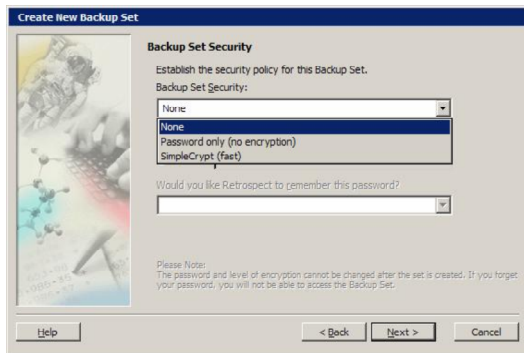 Create New Backup Set
Backup Set Security
Establish the security policy for this Backup Set.
Backup Set Security:
None
None
Password only (no encryption)
SimpleCrypt (fast)
Would you like Retrospect to remember this password?
Please Note:
The password and level of encryption cannot be changed after the set is created. If you forget
your password, you will not be able to access the Backup Set.
Help
< Back
Next >
Cancel